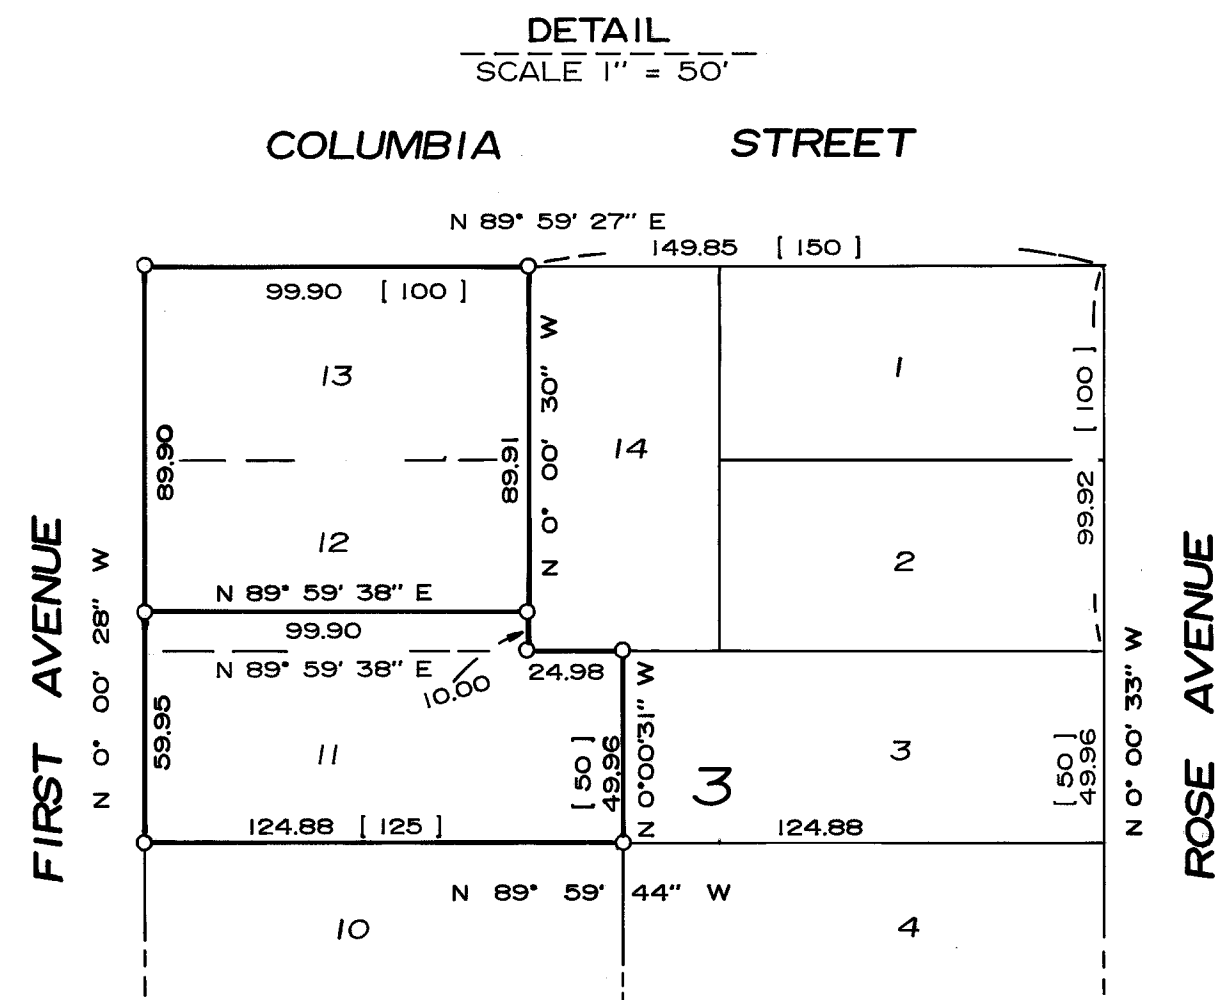 DETAIL
SCALE 1" = 50'
COLUMBIA STREET
N 89° 59' 27" E
149.85 [ 150 ]
99.90 [ 100 ]
13
89.90
89.91
N 0° 00' 30" W
14
1
[ 100 ]
99.92
12
2
N 89° 59' 38" E
99.90
N 89° 59' 38" E
10.00
24.98
FIRST AVENUE
N 0° 00' 28" W
59.95
11
[ 50 ]
49.96
N 0°00'31" W
3
3
[ 50 ]
49.96
N 0° 00' 33" W
ROSE AVENUE
124.88 [ 125 ]
124.88
N 89° 59' 44" W
10
4